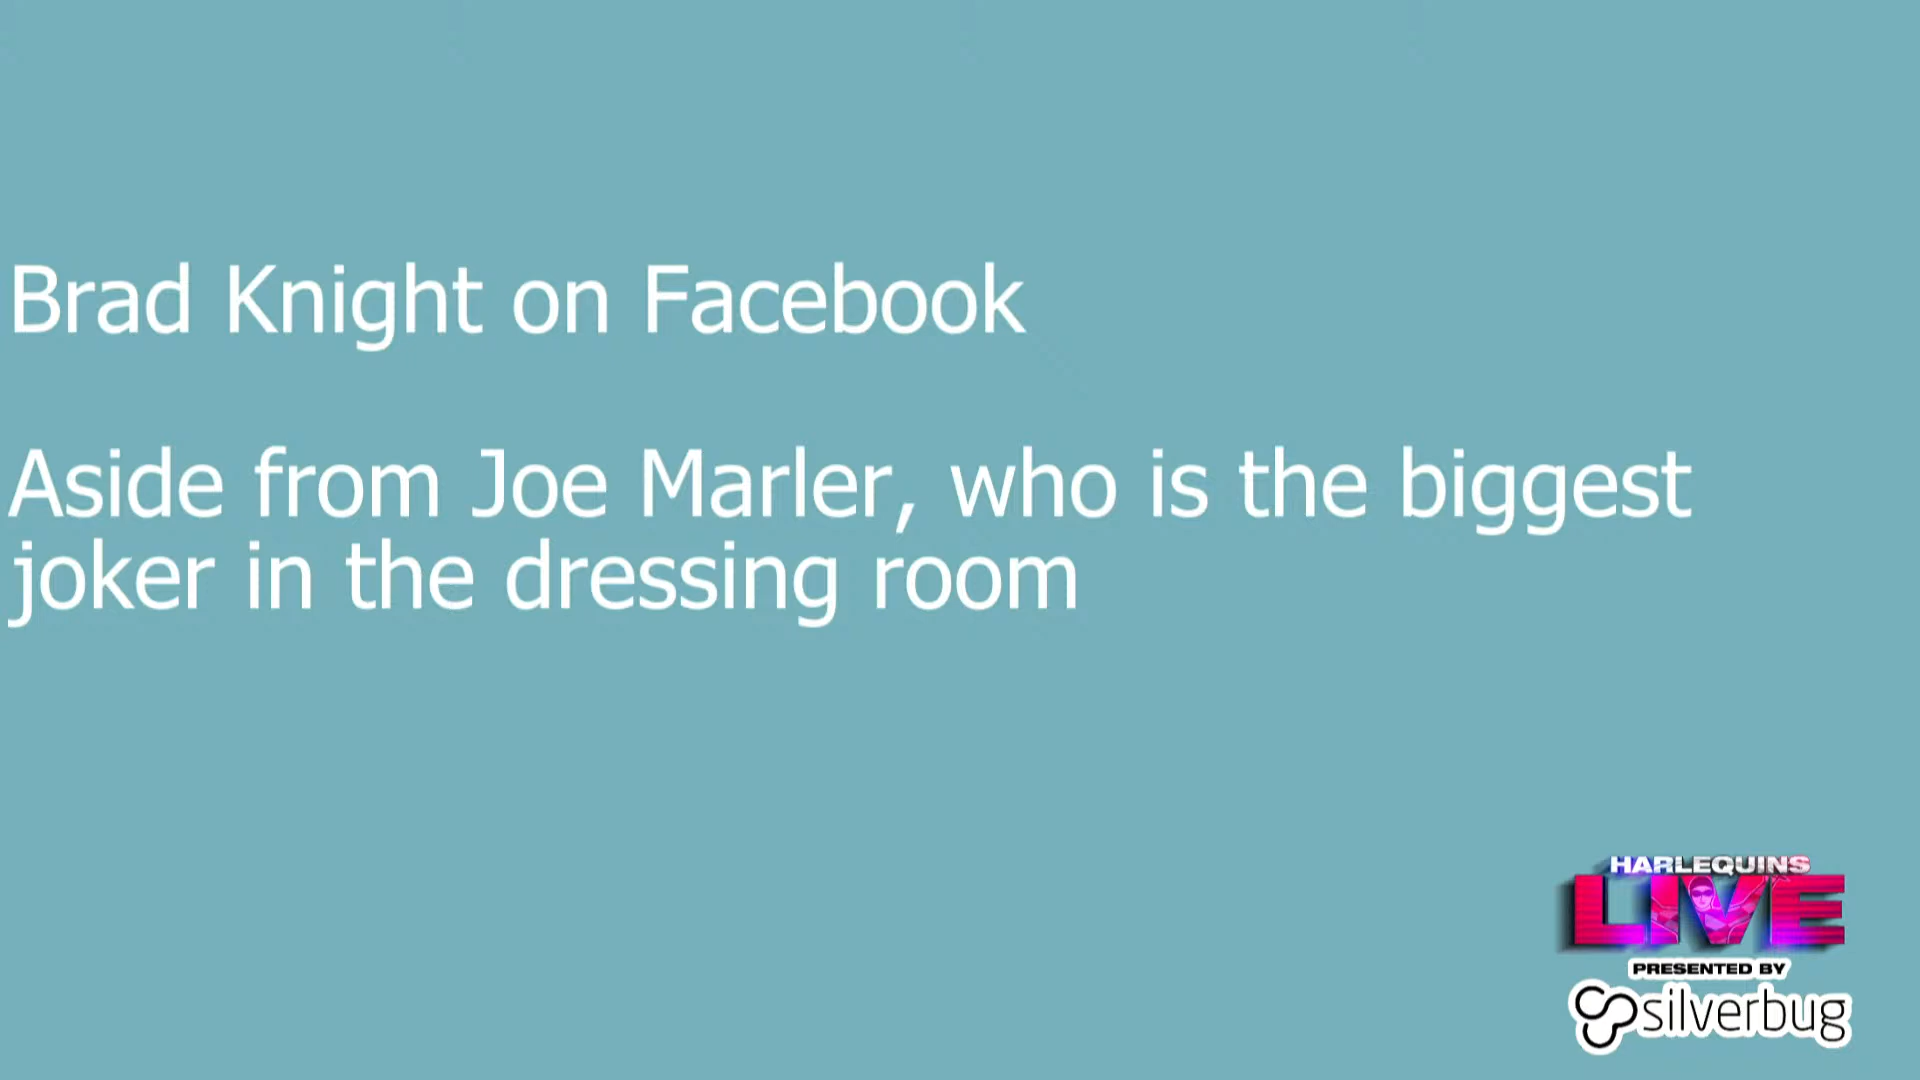 Brad Knight on Facebook
Aside from Joe Marler, who is the biggest
joker in the dressing room
HARLEQUINS
LIVE
PRESENTED BY
silverbug